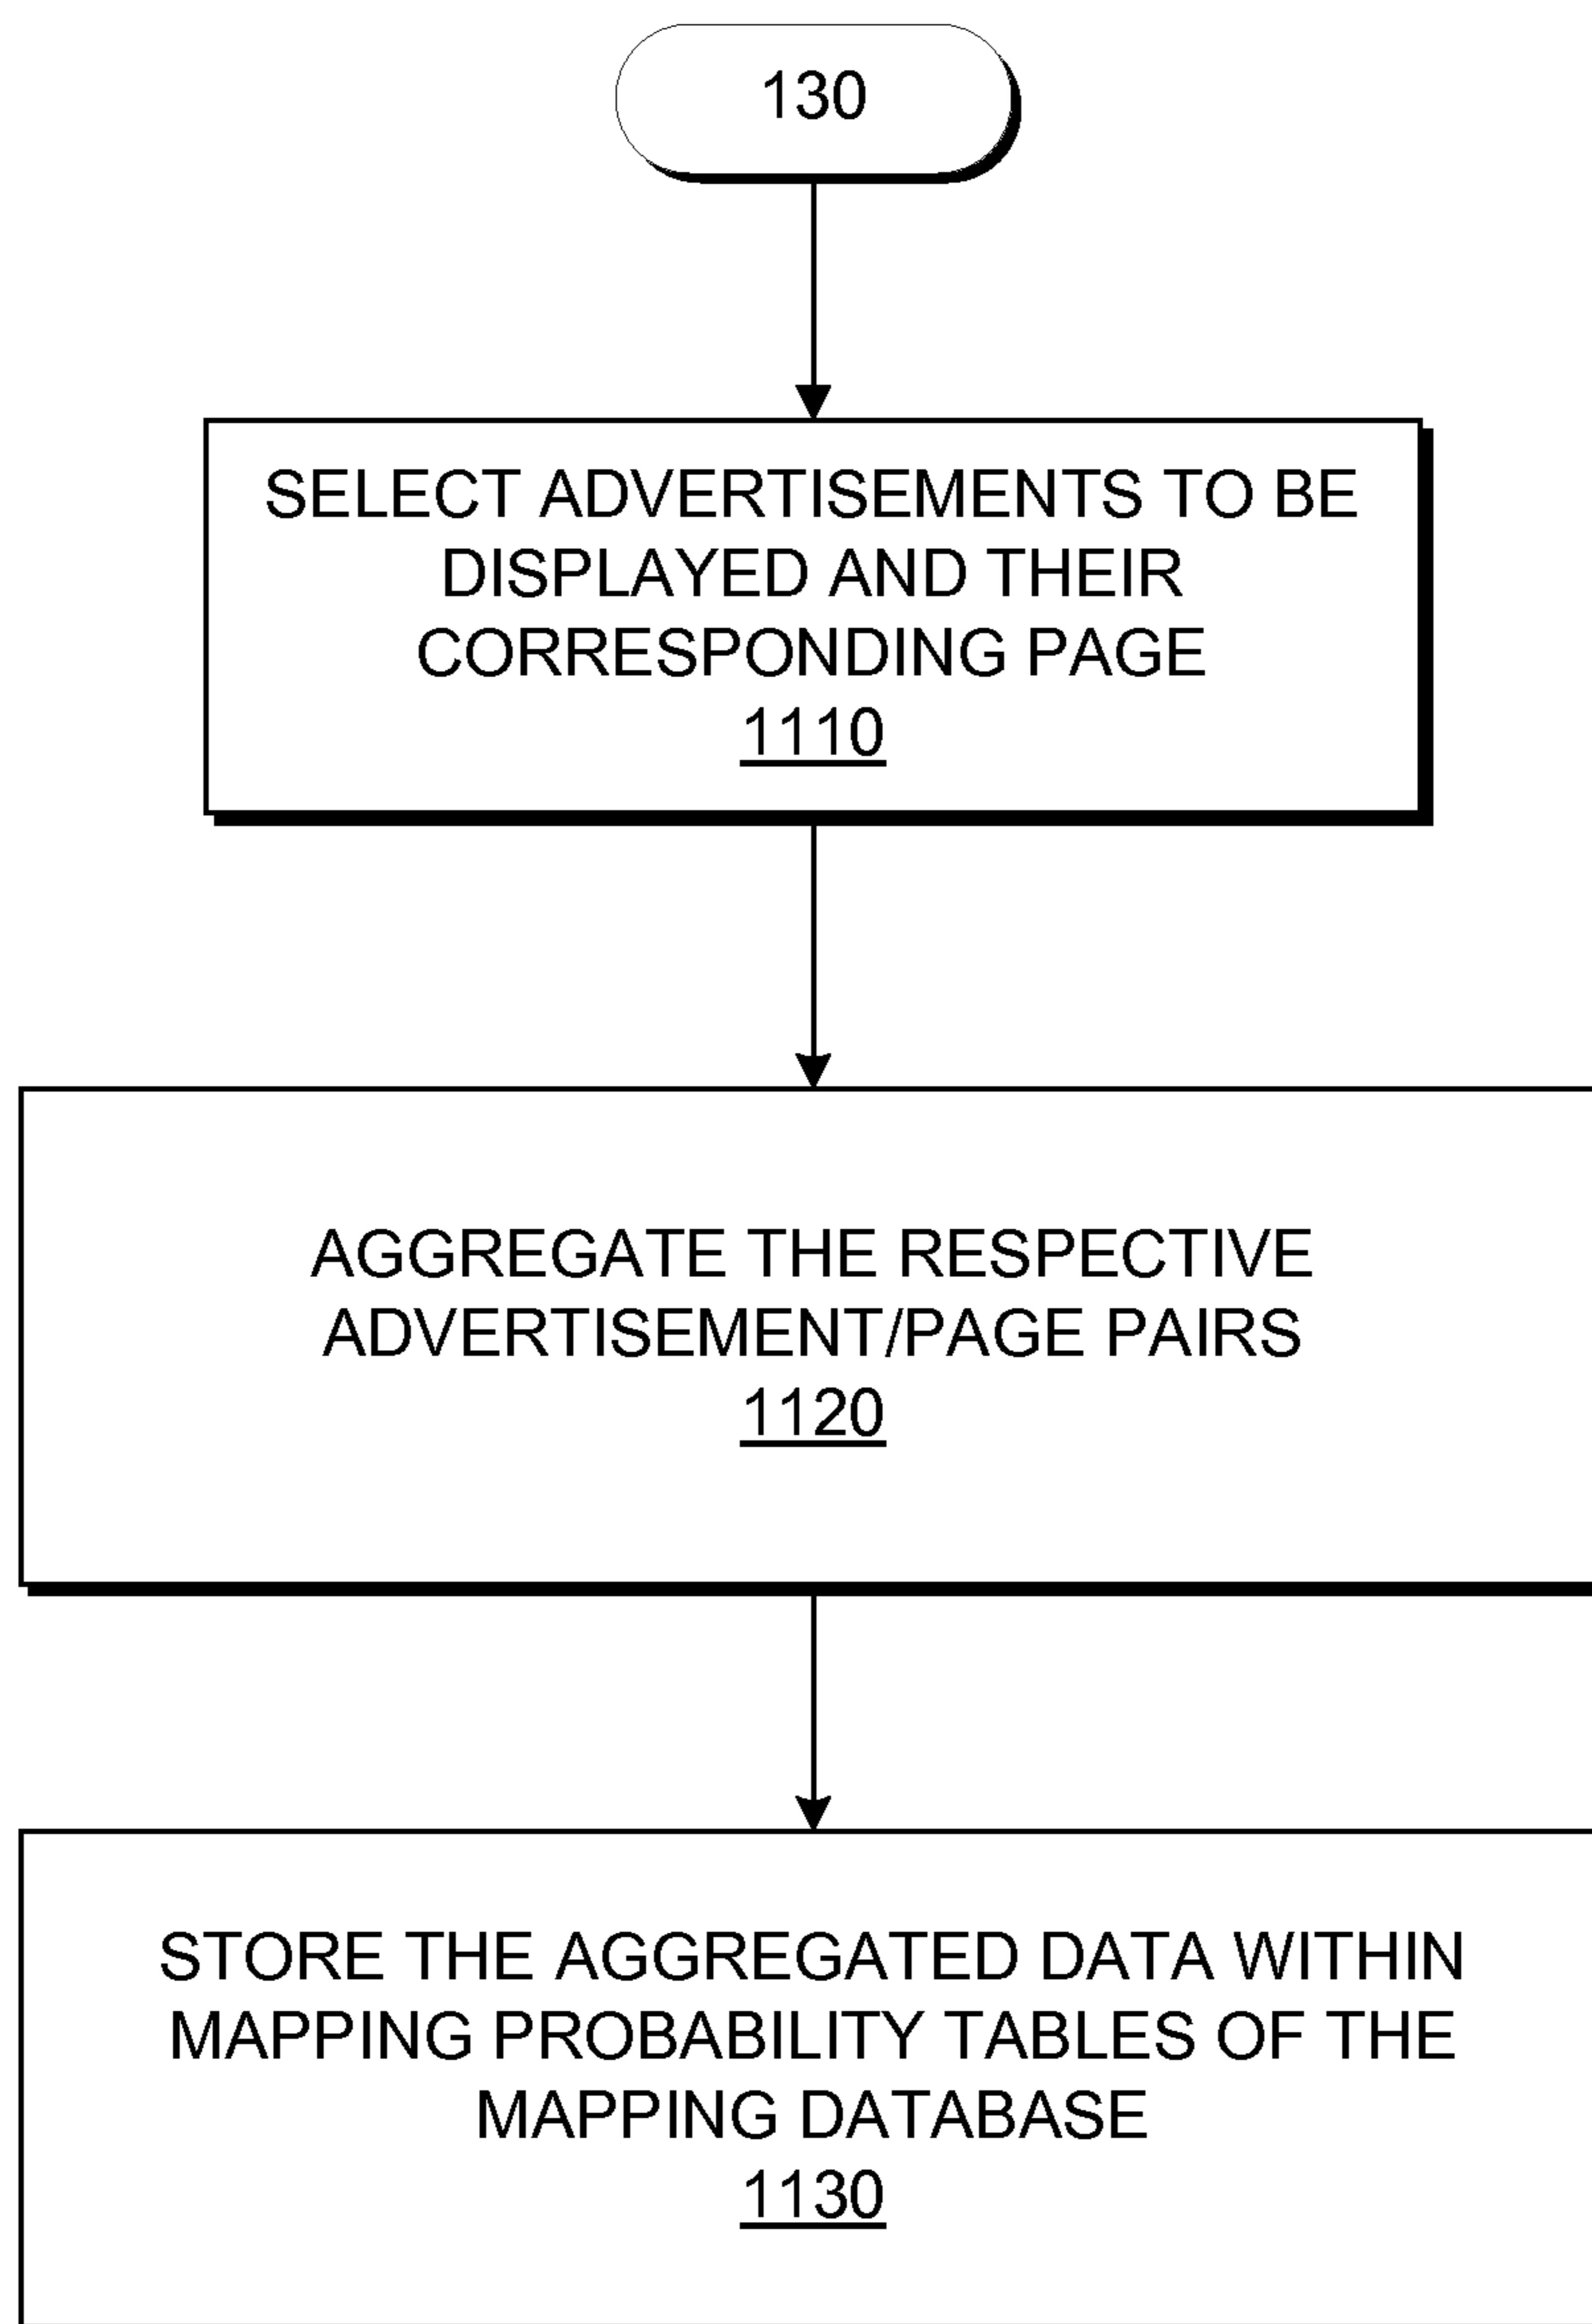 130
SELECT ADVERTISEMENTS TO BE
DISPLAYED AND THEIR
CORRESPONDING PAGE
1110
AGGREGATE THE RESPECTIVE
ADVERTISEMENT/PAGE PAIRS
1120
STORE THE AGGREGATED DATA WITHIN
MAPPING PROBABILITY TABLES OF THE
MAPPING DATABASE
1130